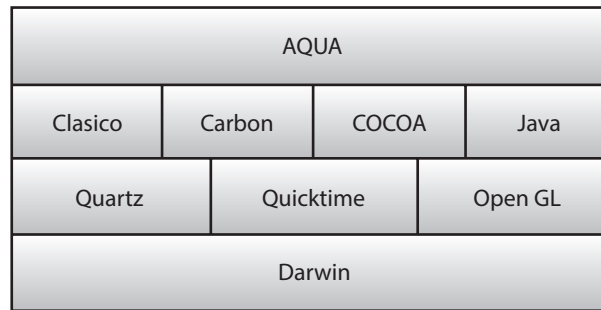 AQUA
Clasico Carbon COCOA Java
Quartz Quicktime Open GL
Darwin